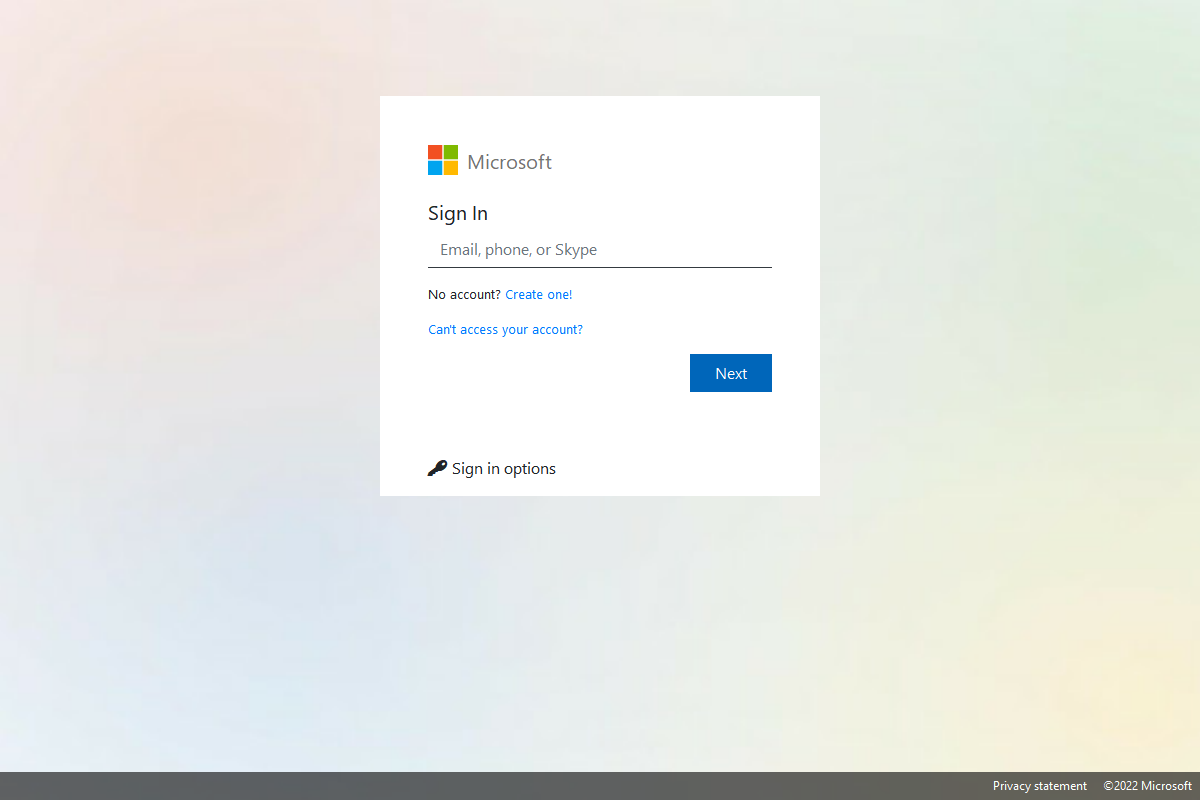 Microsoft
Sign In
Email, phone, or Skype
No account? Create one!
Can't access your account?
Next
Sign in options
Privacy statement ©2022 Microsoft